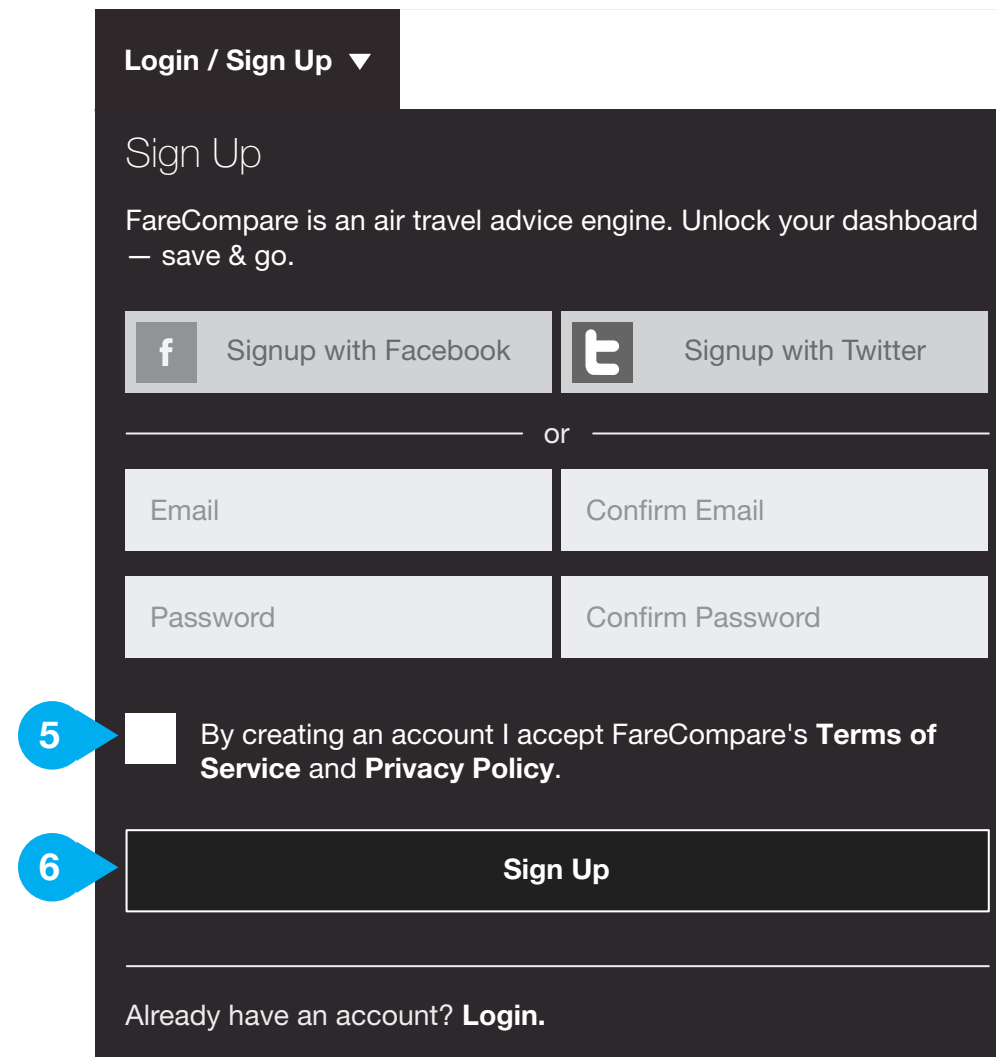 Login / Sign Up
Sign Up
FareCompare is an air travel advice engine. Unlock your dashboard
— save & go.
f Signup with Facebook
t Signup with Twitter
or
Email
Confirm Email
Password
Confirm Password
5 By creating an account I accept FareCompare's Terms of
Service and Privacy Policy.
6 Sign Up
Already have an account? Login.